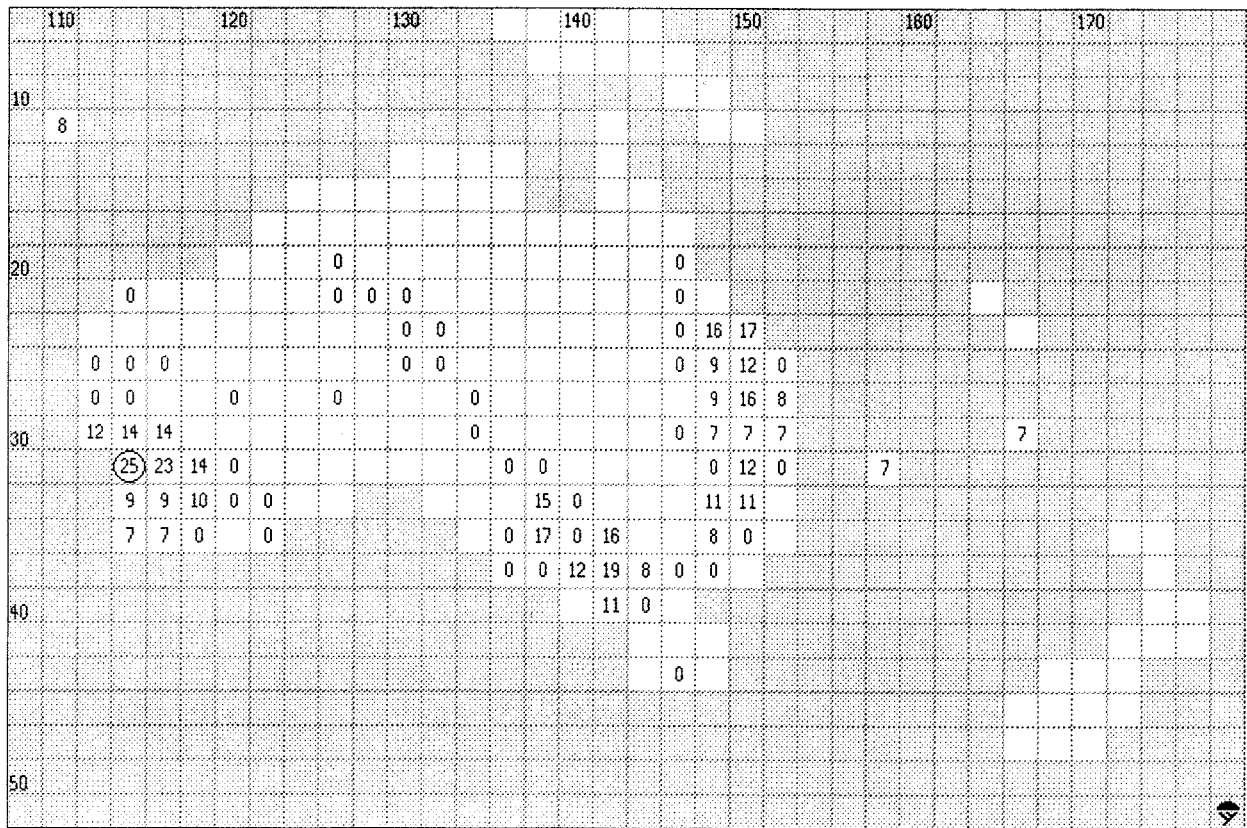 110 120 130 140 150 160 170
10
8
20 0 0
0 0 0 0 0
0 0 0 16 17
0 0 0 0 0 0 9 12 0
0 0 0 0 0 9 16 8
30 12 14 14 0 0 7 7 7 7
25 23 14 0 0 0 0 12 0 7
9 9 10 0 0 15 0 11 11
7 7 0 0 0 17 0 16 8 0
0 0 12 19 8 0 0
40 11 0
0
50